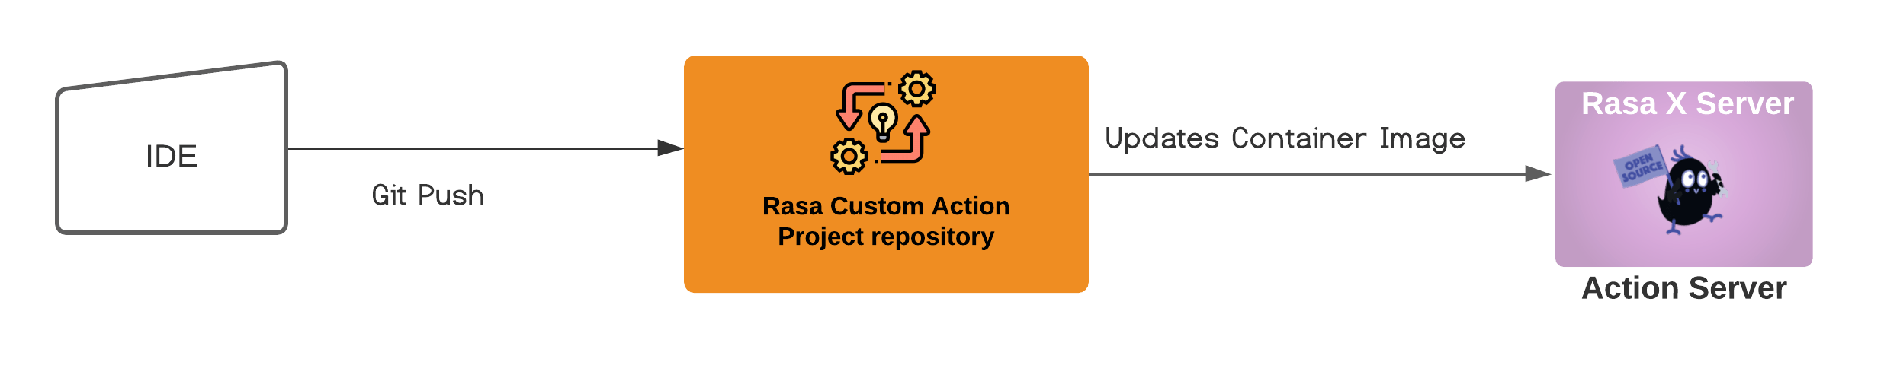 IDE
Git Push
Rasa Custom Action
Project repository
Updates Container Image
Rasa X Server
OPEN
SOURCE
Action Server